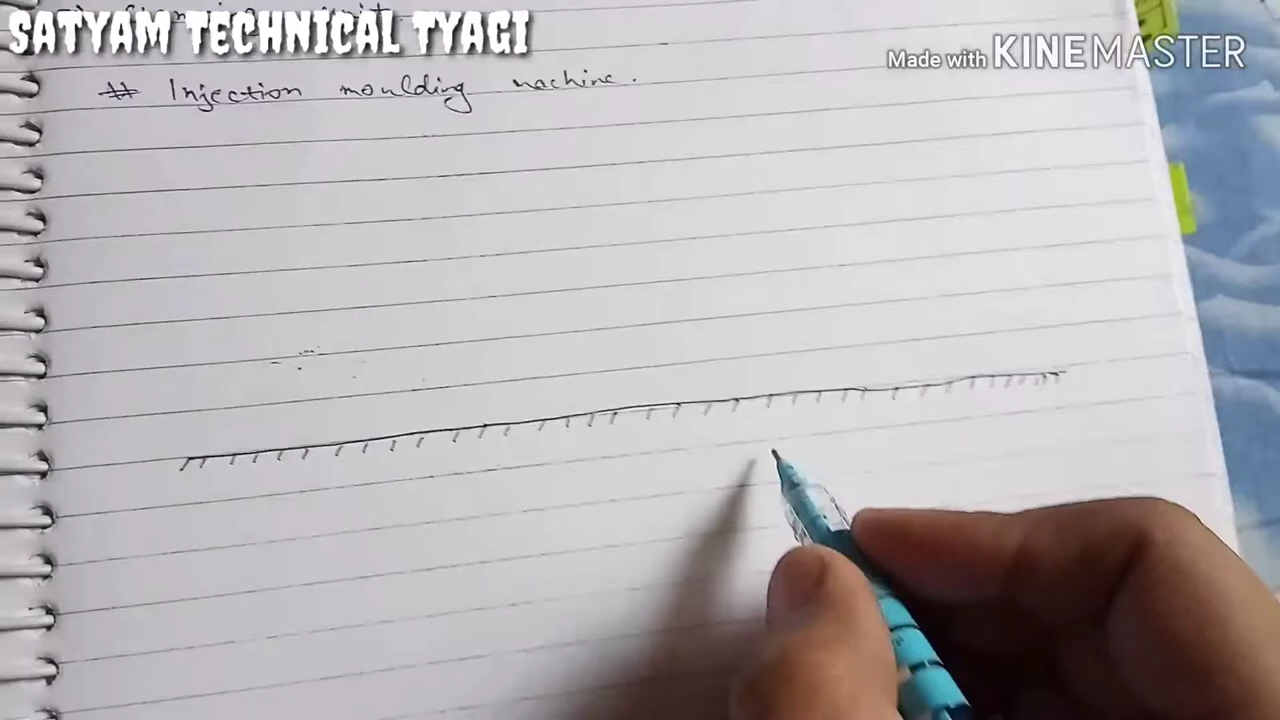 SATYAM TECHNICAL TYAGI
Made with KINEMASTER
# Injection moulding machine.